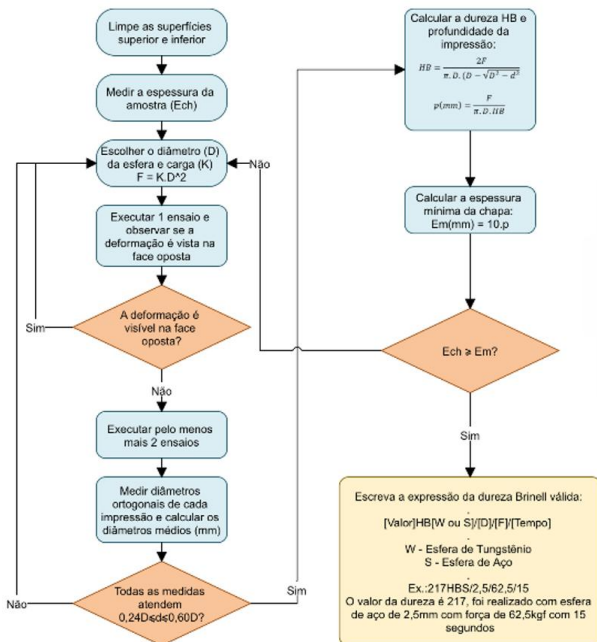 Limpe as superfícies
superior e inferior
Medir a espessura da
amostra (Ech)
Escolher o diâmetro (D)
da esfera e carga (K)
F = K.D^2
Não
Executar 1 ensaio e
observar se a
deformação é vista na
face oposta
A deformação é
visível na face
oposta?
Sim
Não
Executar pelo menos
mais 2 ensaios
Medir diâmetros
ortogonais de cada
impressão e calcular os
diâmetros médios (mm)
Todas as medidas
atendem
0,24D≤d≤0,60D?
Não
Sim
Calcular a dureza HB e
profundidade da
impressão:
HB = 2F / π.D.(D − √D² − d²
p(mm) = F / π.D.HB
Calcular a espessura
mínima da chapa:
Em(mm) = 10.p
Ech ⩾ Em?
Sim
Escreva a expressão da dureza Brinell válida:
.
[Valor]HB[W ou S]/[D]/[F]/[Tempo]
.
W - Esfera de Tungstênio
S - Esfera de Aço
.
Ex.:217HBS/2,5/62,5/15
O valor da dureza é 217, foi realizado com esfera
de aço de 2,5mm com força de 62,5kgf com 15
segundos